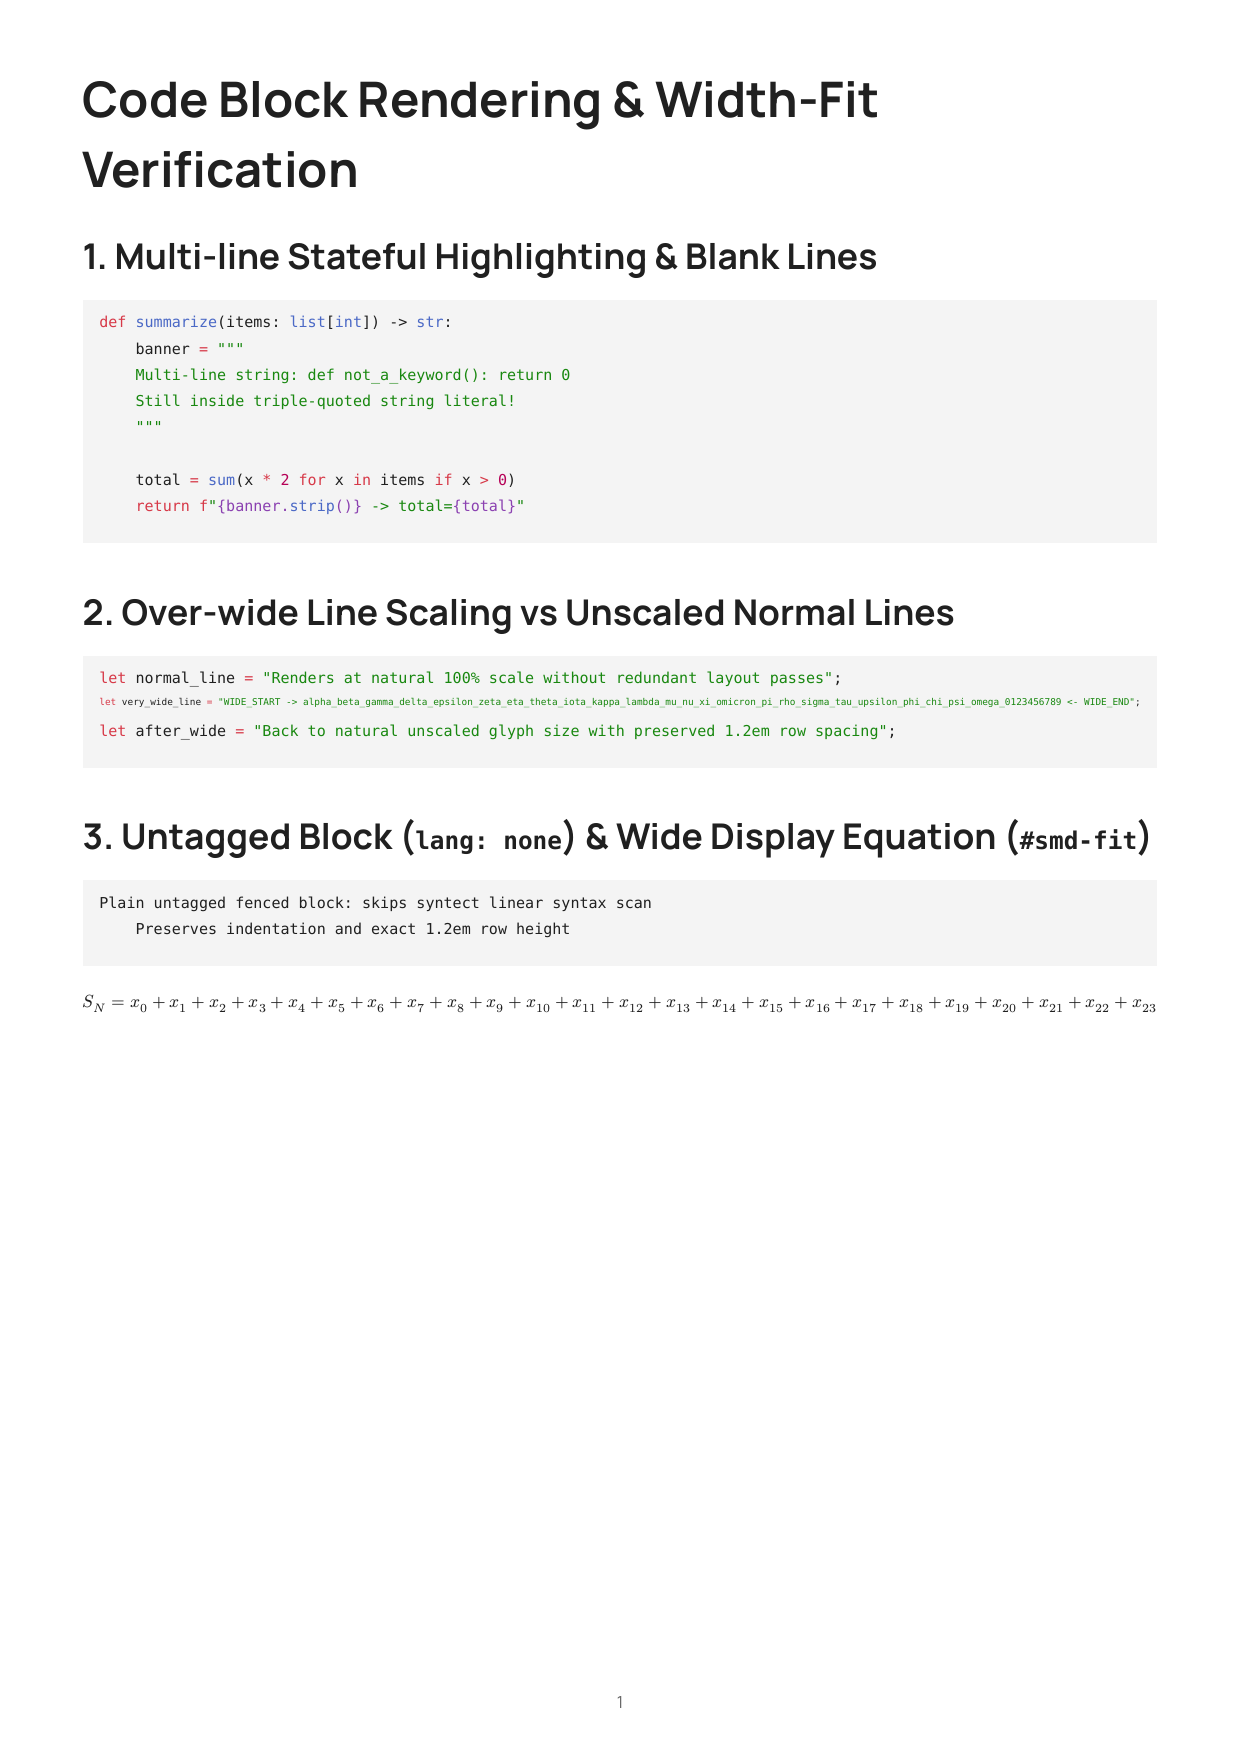 Code Block Rendering & Width-Fit
Verification
1. Multi-line Stateful Highlighting & Blank Lines
def summarize(items: list[int]) -> str:
    banner = """
    Multi-line string: def not_a_keyword(): return 0
    Still inside triple-quoted string literal!
    """
    total = sum(x * 2 for x in items if x > 0)
    return f"{banner.strip()} -> total={total}"
2. Over-wide Line Scaling vs Unscaled Normal Lines
let normal_line = "Renders at natural 100% scale without redundant layout passes";
let very_wide_line = "WIDE_START -> alpha_beta_gamma_delta_epsilon_zeta_eta_theta_iota_kappa_lambda_mu_nu_xi_omicron_pi_rho_sigma_tau_upsilon_phi_chi_psi_omega_0123456789 <- WIDE_END";
let after_wide = "Back to natural unscaled glyph size with preserved 1.2em row spacing";
3. Untagged Block (lang: none) & Wide Display Equation (#smd-fit)
Plain untagged fenced block: skips syntect linear syntax scan
    Preserves indentation and exact 1.2em row height
S_N = x_0 + x_1 + x_2 + x_3 + x_4 + x_5 + x_6 + x_7 + x_8 + x_9 + x_10 + x_11 + x_12 + x_13 + x_14 + x_15 + x_16 + x_17 + x_18 + x_19 + x_20 + x_21 + x_22 + x_23
1